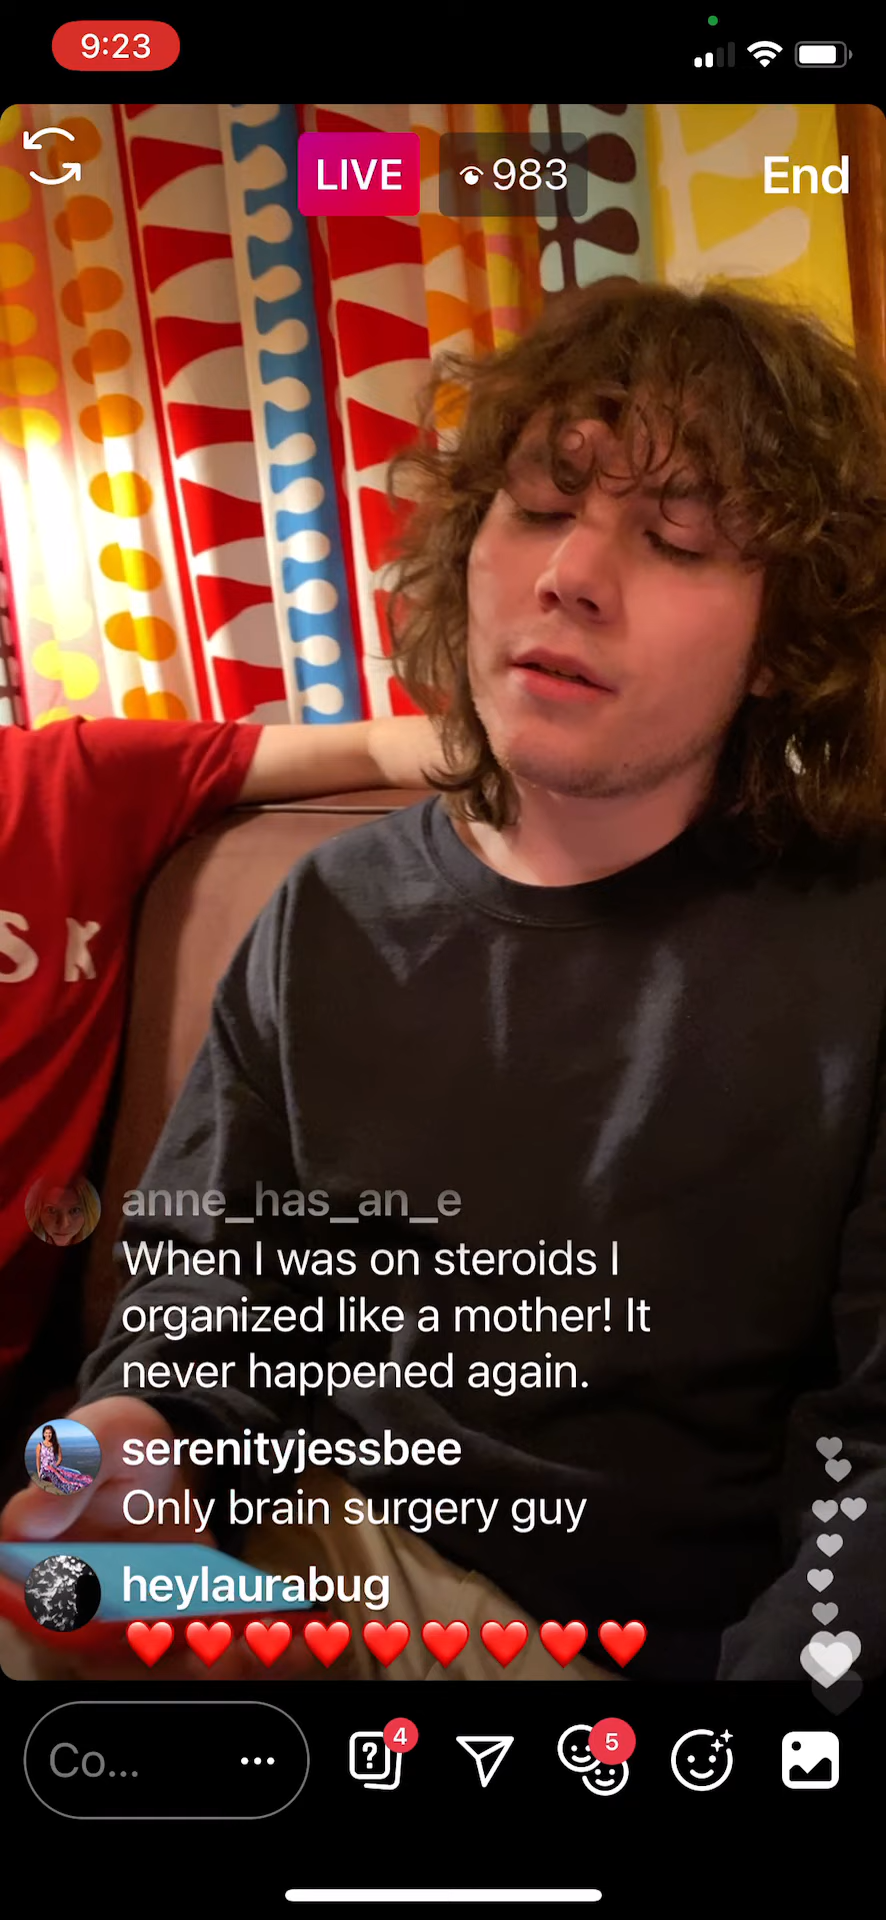 9:23
LIVE
983
End
SK
anne_has_an_e
When I was on steroids I
organized like a mother! It
never happened again.
serenityjessbee
Only brain surgery guy
heylaurabug
❤️❤️❤️❤️❤️❤️❤️❤️❤️
Co...
4
5